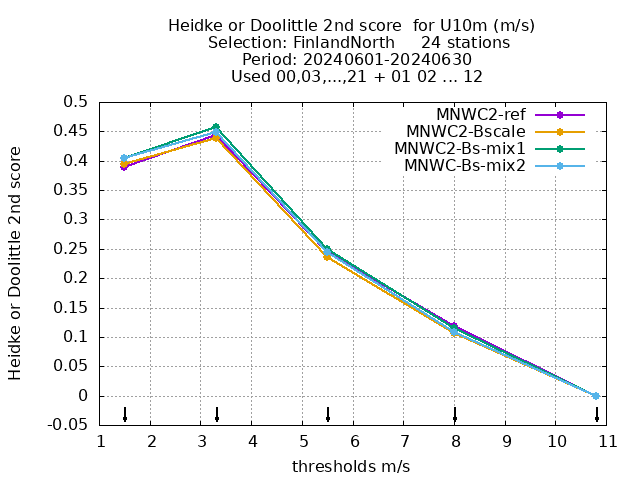 Heidke or Doolittle 2nd score  for U10m (m/s)
Selection: FinlandNorth     24 stations
Period: 20240601-20240630
Used 00,03,...,21 + 01 02 ... 12
MNWC2-ref
MNWC2-Bscale
MNWC2-Bs-mix1
MNWC-Bs-mix2
Heidke or Doolittle 2nd score
0.5
0.45
0.4
0.35
0.3
0.25
0.2
0.15
0.1
0.05
0
-0.05
1 2 3 4 5 6 7 8 9 10 11
thresholds m/s